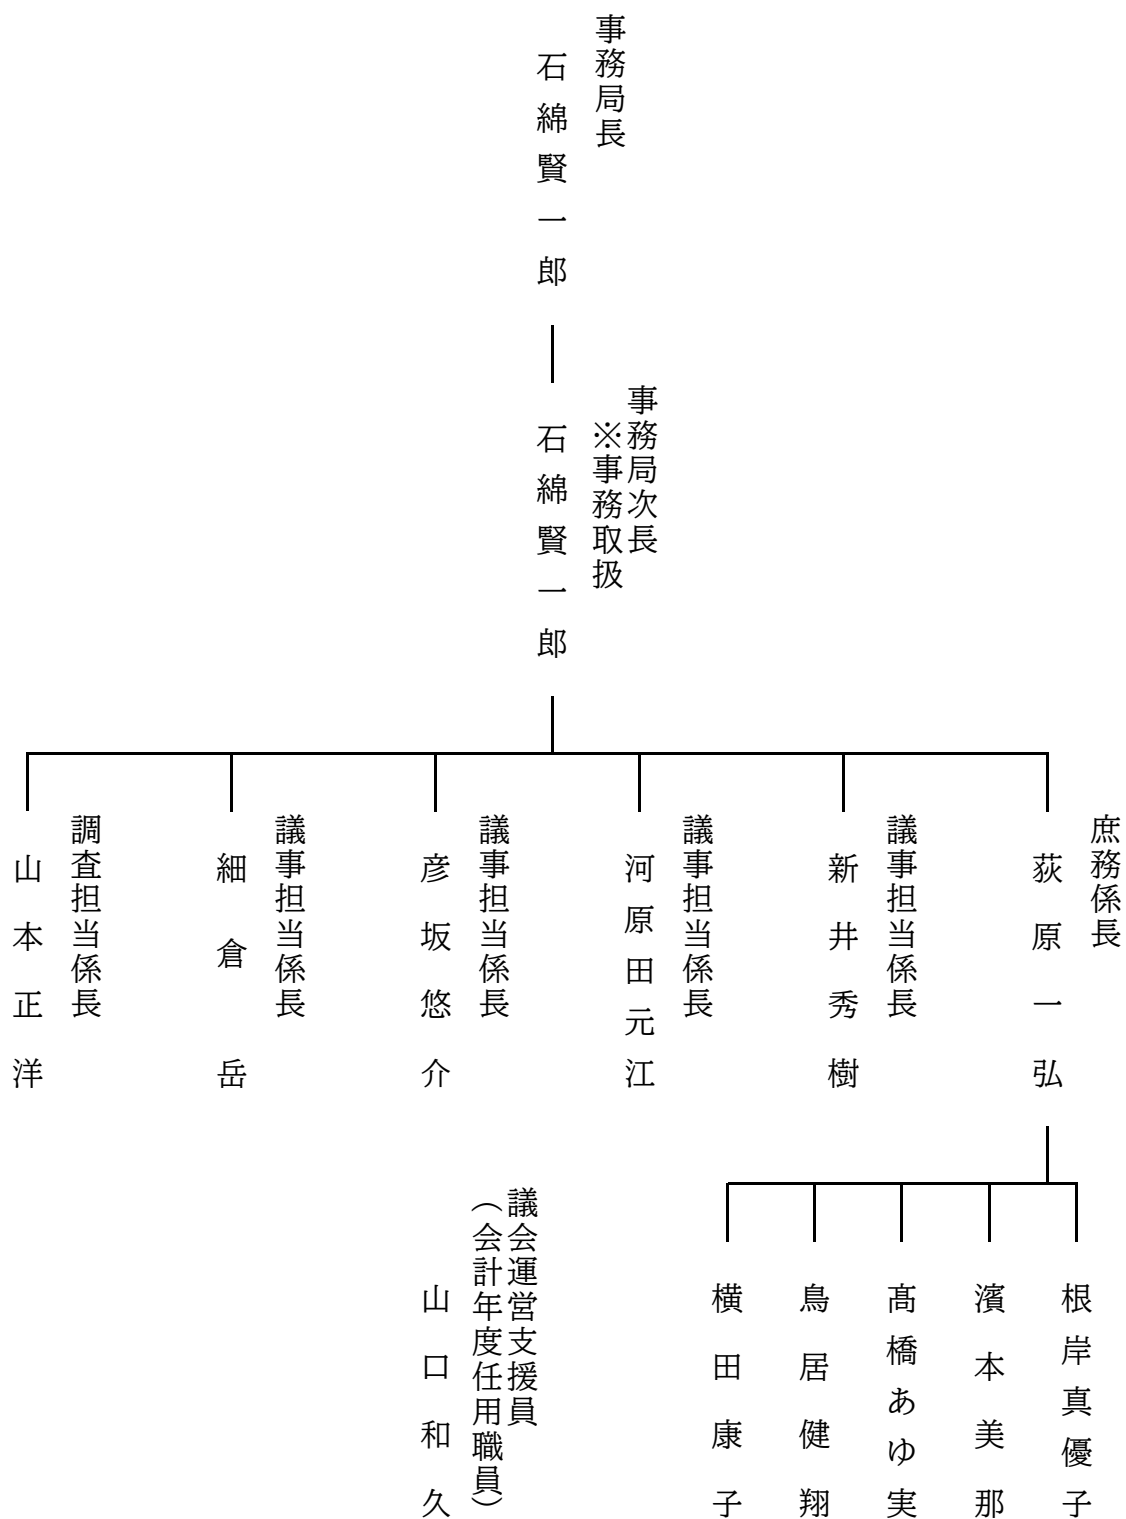 事務局長
石綿賢一郎
事務局次長
※事務取扱
石綿賢一郎
庶務係長
荻原一弘
議事担当係長
新井秀樹
議事担当係長
河原田元江
議事担当係長
彦坂悠介
議事担当係長
細倉岳
調査担当係長
山本正洋
根岸真優子
濱本美那
髙橋あゆ実
鳥居健翔
横田康子
議会運営支援員
（会計年度任用職員）
山口和久